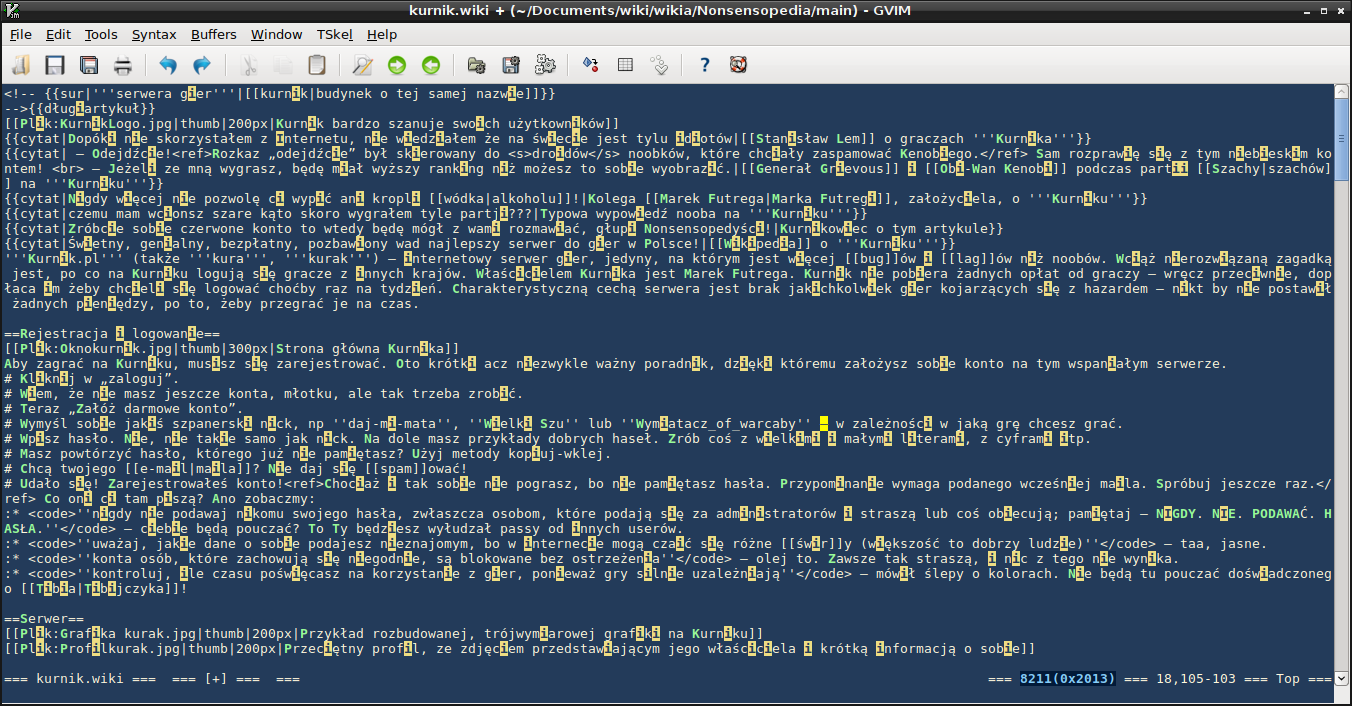 kurnik.wiki + (~/Documents/wiki/wikia/Nonsensopedia/main) - GVIM
File Edit Tools Syntax Buffers Window TSkel Help
<!-- {{sur|'''serwera gier'''|[[kurnik|budynek o tej samej nazwie]]}}
-->{{długiartykuł}}
[[Plik:KurnikLogo.jpg|thumb|200px|Kurnik bardzo szanuje swoich użytkowników]]
{{cytat|Dopóki nie skorzystałem z Internetu, nie wiedziałem że na świecie jest tylu idiotów|[[Stanisław Lem]] o graczach '''Kurnika'''}}
{{cytat| – Odejdźcie!<ref>Rozkaz „odejdźcie” był skierowany do <s>droidów</s> noobków, które chciały zaspamować Kenobiego.</ref> Sam rozprawię się z tym niebieskim ko
ntem! <br> – Jeżeli ze mną wygrasz, będę miał wyższy ranking niż możesz to sobie wyobrazić.|[[Generał Grievous]] i [[Obi-Wan Kenobi]] podczas partii [[Szachy|szachów]
] na '''Kurniku'''}}
{{cytat|Nigdy więcej nie pozwolę ci wypić ani kropli [[wódka|alkoholu]]!|Kolega [[Marek Futrega|Marka Futregi]], założyciela, o '''Kurniku'''}}
{{cytat|czemu mam wcionsz szare kąto skoro wygrałem tyle partji???|Typowa wypowiedź nooba na '''Kurniku'''}}
{{cytat|Zróbcie sobie czerwone konto to wtedy będę mógł z wami rozmawiać, głupi Nonsensopedyści!|Kurnikowiec o tym artykule}}
{{cytat|Świetny, genialny, bezpłatny, pozbawiony wad najlepszy serwer do gier w Polsce!|[[Wikipedia]] o '''Kurniku'''}}
'''Kurnik.pl''' (także '''kura''', '''kurak''') – internetowy serwer gier, jedyny, na którym jest więcej [[bug]]ów i [[lag]]ów niż noobów. Wciąż nierozwiązaną zagadką
 jest, po co na Kurniku logują się gracze z innych krajów. Właścicielem Kurnika jest Marek Futrega. Kurnik nie pobiera żadnych opłat od graczy – wręcz przeciwnie, dop
łaca im żeby chcieli się logować choćby raz na tydzień. Charakterystyczną cechą serwera jest brak jakichkolwiek gier kojarzących się z hazardem – nikt by nie postawił
 żadnych pieniędzy, po to, żeby przegrać je na czas.
==Rejestracja i logowanie==
[[Plik:Oknokurnik.jpg|thumb|300px|Strona główna Kurnika]]
Aby zagrać na Kurniku, musisz się zarejestrować. Oto krótki acz niezwykle ważny poradnik, dzięki któremu założysz sobie konto na tym wspaniałym serwerze.
# Kliknij w „zaloguj”.
# Wiem, że nie masz jeszcze konta, młotku, ale tak trzeba zrobić.
# Teraz „Załóż darmowe konto”.
# Wymyśl sobie jakiś szpanerski nick, np ''daj-mi-mata'', ''Wielki Szu'' lub ''Wymiatacz_of_warcaby'' – w zależności w jaką grę chcesz grać.
# Wpisz hasło. Nie, nie takie samo jak nick. Na dole masz przykłady dobrych haseł. Zrób coś z wielkimi i małymi literami, z cyframi itp.
# Masz powtórzyć hasło, którego już nie pamiętasz? Użyj metody kopiuj-wklej.
# Chcą twojego [[e-mail|maila]]? Nie daj się [[spam]]ować!
# Udało się! Zarejestrowałeś konto!<ref>Chociaż i tak sobie nie pograsz, bo nie pamiętasz hasła. Przypominanie wymaga podanego wcześniej maila. Spróbuj jeszcze raz.</
ref> Co oni ci tam piszą? Ano zobaczmy:
:* <code>''nigdy nie podawaj nikomu swojego hasła, zwłaszcza osobom, które podają się za administratorów i straszą lub coś obiecują; pamiętaj – NIGDY. NIE. PODAWAĆ. H
ASŁA.''</code> – ciebie będą pouczać? To Ty będziesz wyłudzał passy od innych userów.
:* <code>''uważaj, jakie dane o sobie podajesz nieznajomym, bo w internecie mogą czaić się różne [[świr]]y (większość to dobrzy ludzie)''</code> – taa, jasne.
:* <code>''konta osób, które zachowują się niegodnie, są blokowane bez ostrzeżenia''</code> – olej to. Zawsze tak straszą, i nic z tego nie wynika.
:* <code>''kontroluj, ile czasu poświęcasz na korzystanie z gier, ponieważ gry silnie uzależniają''</code> – mówił ślepy o kolorach. Nie będą tu pouczać doświadczoneg
o [[Tibia|Tibijczyka]]!
==Serwer==
[[Plik:Grafika kurak.jpg|thumb|200px|Przykład rozbudowanej, trójwymiarowej grafiki na Kurniku]]
[[Plik:Profilkurak.jpg|thumb|200px|Przeciętny profil, ze zdjęciem przedstawiającym jego właściciela i krótką informacją o sobie]]
=== kurnik.wiki ===  === [+] ===  === === 8211(0x2013) === 18,105-103 === Top ===